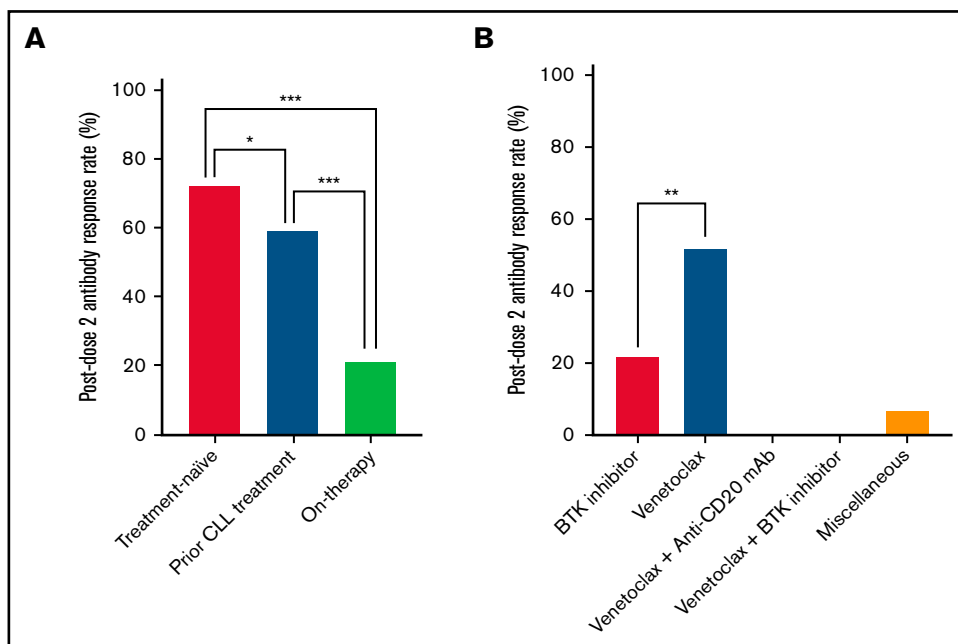 A
Post-dose 2 antibody response rate (%)
100
80
60
40
20
0
***
*
***
Treatment-naïve
Prior CLL treatment
On-therapy
B
Post-dose 2 antibody response rate (%)
100
80
60
40
20
0
**
BTK inhibitor
Venetoclax
Venetoclax + Anti-CD20 mAb
Venetoclax + BTK inhibitor
Miscellaneous